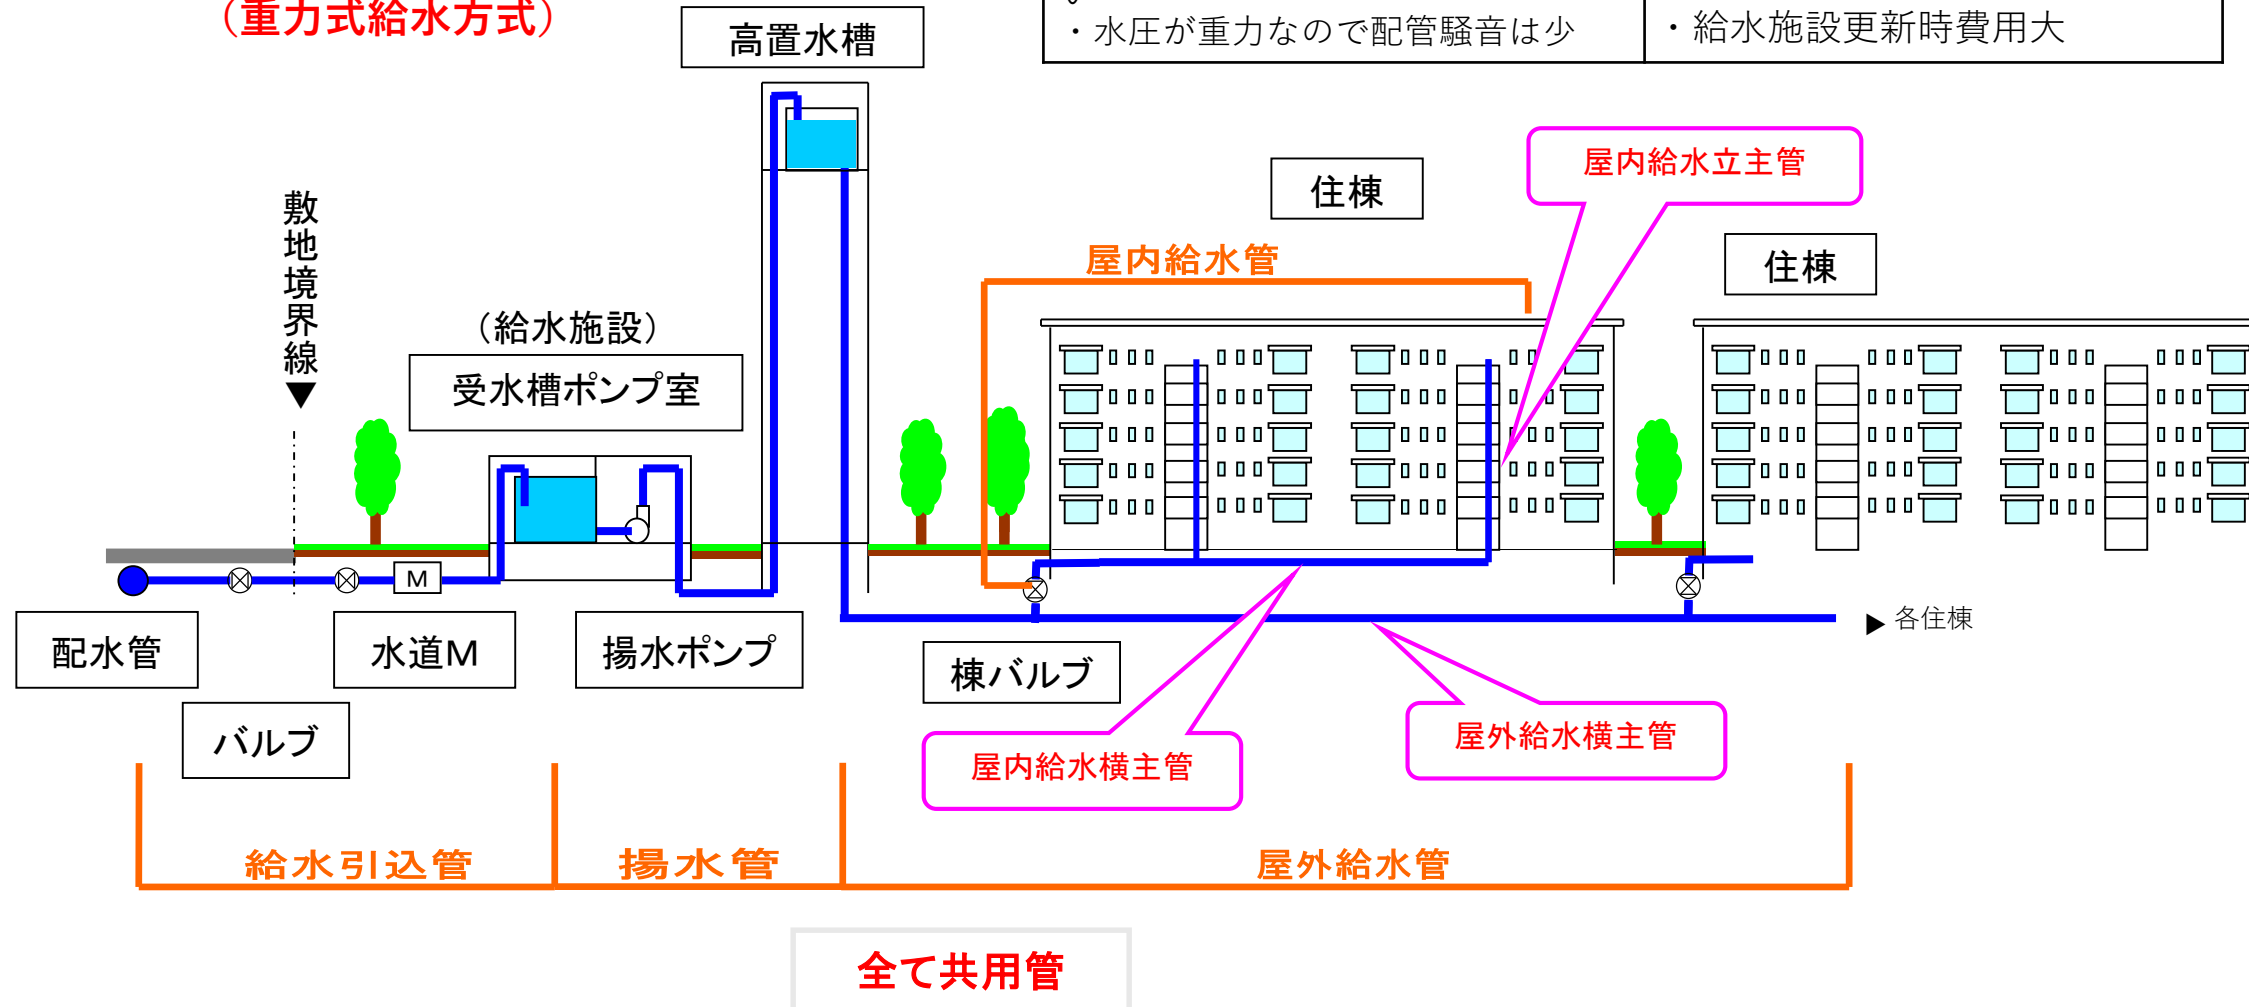 （重力式給水方式）
・水圧が重力なので配管騒音は少
・給水施設更新時費用大
高置水槽
屋内給水立主管
住棟
敷地境界線
屋内給水管
住棟
（給水施設）
受水槽ポンプ室
M
各住棟
配水管
水道M
揚水ポンプ
棟バルブ
バルブ
屋内給水横主管
屋外給水横主管
給水引込管
揚水管
屋外給水管
全て共用管